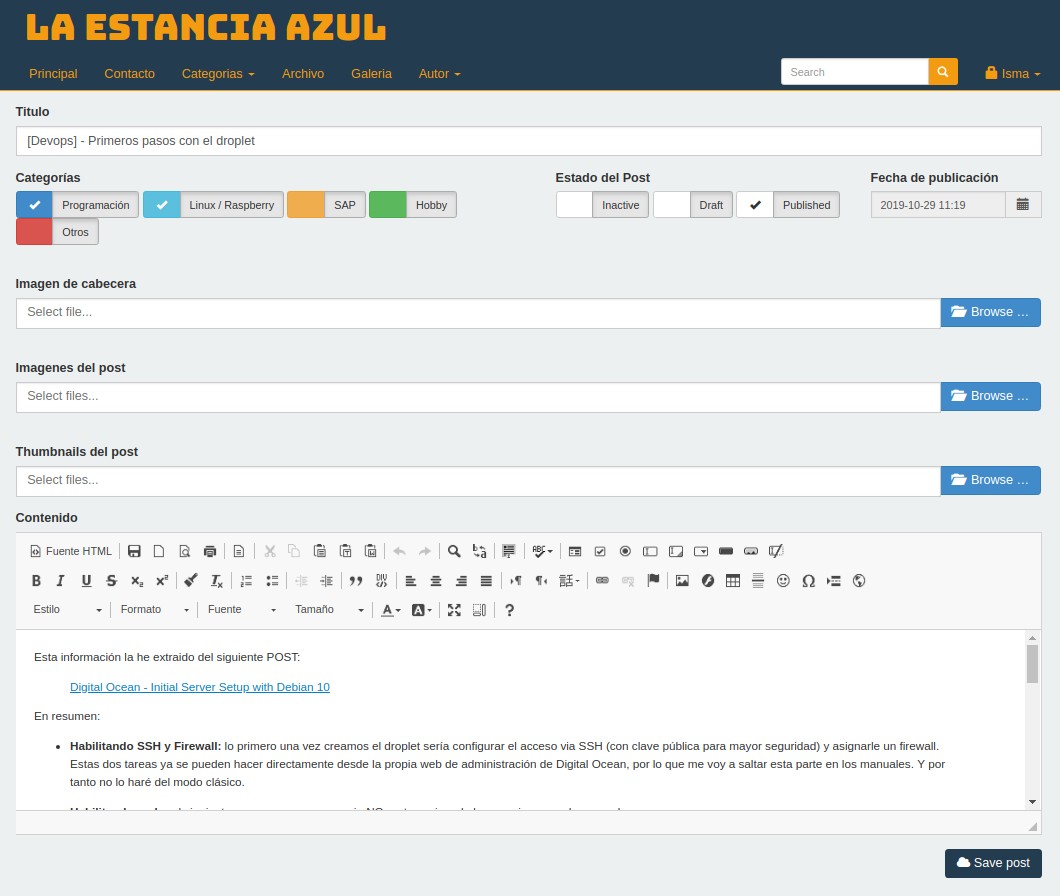 LA ESTANCIA AZUL
Principal Contacto Categorias Archivo Galeria Autor Search Isma
Titulo
[Devops] - Primeros pasos con el droplet
Categorías Estado del Post Fecha de publicación
Programación Linux / Raspberry SAP Hobby Inactive Draft Published 2019-10-29 11:19
Otros
Imagen de cabecera
Select file... Browse ...
Imagenes del post
Select files... Browse ...
Thumbnails del post
Select files... Browse ...
Contenido
Fuente HTML
Estilo Formato Fuente Tamaño
Esta información la he extraido del siguiente POST:
Digital Ocean - Initial Server Setup with Debian 10
En resumen:
Habilitando SSH y Firewall: lo primero una vez creamos el droplet sería configurar el acceso via SSH (con clave pública para mayor seguridad) y asignarle un firewall.
Estas dos tareas ya se pueden hacer directamente desde la propia web de administración de Digital Ocean, por lo que me voy a saltar esta parte en los manuales. Y por
tanto no lo haré del modo clásico.
Save post